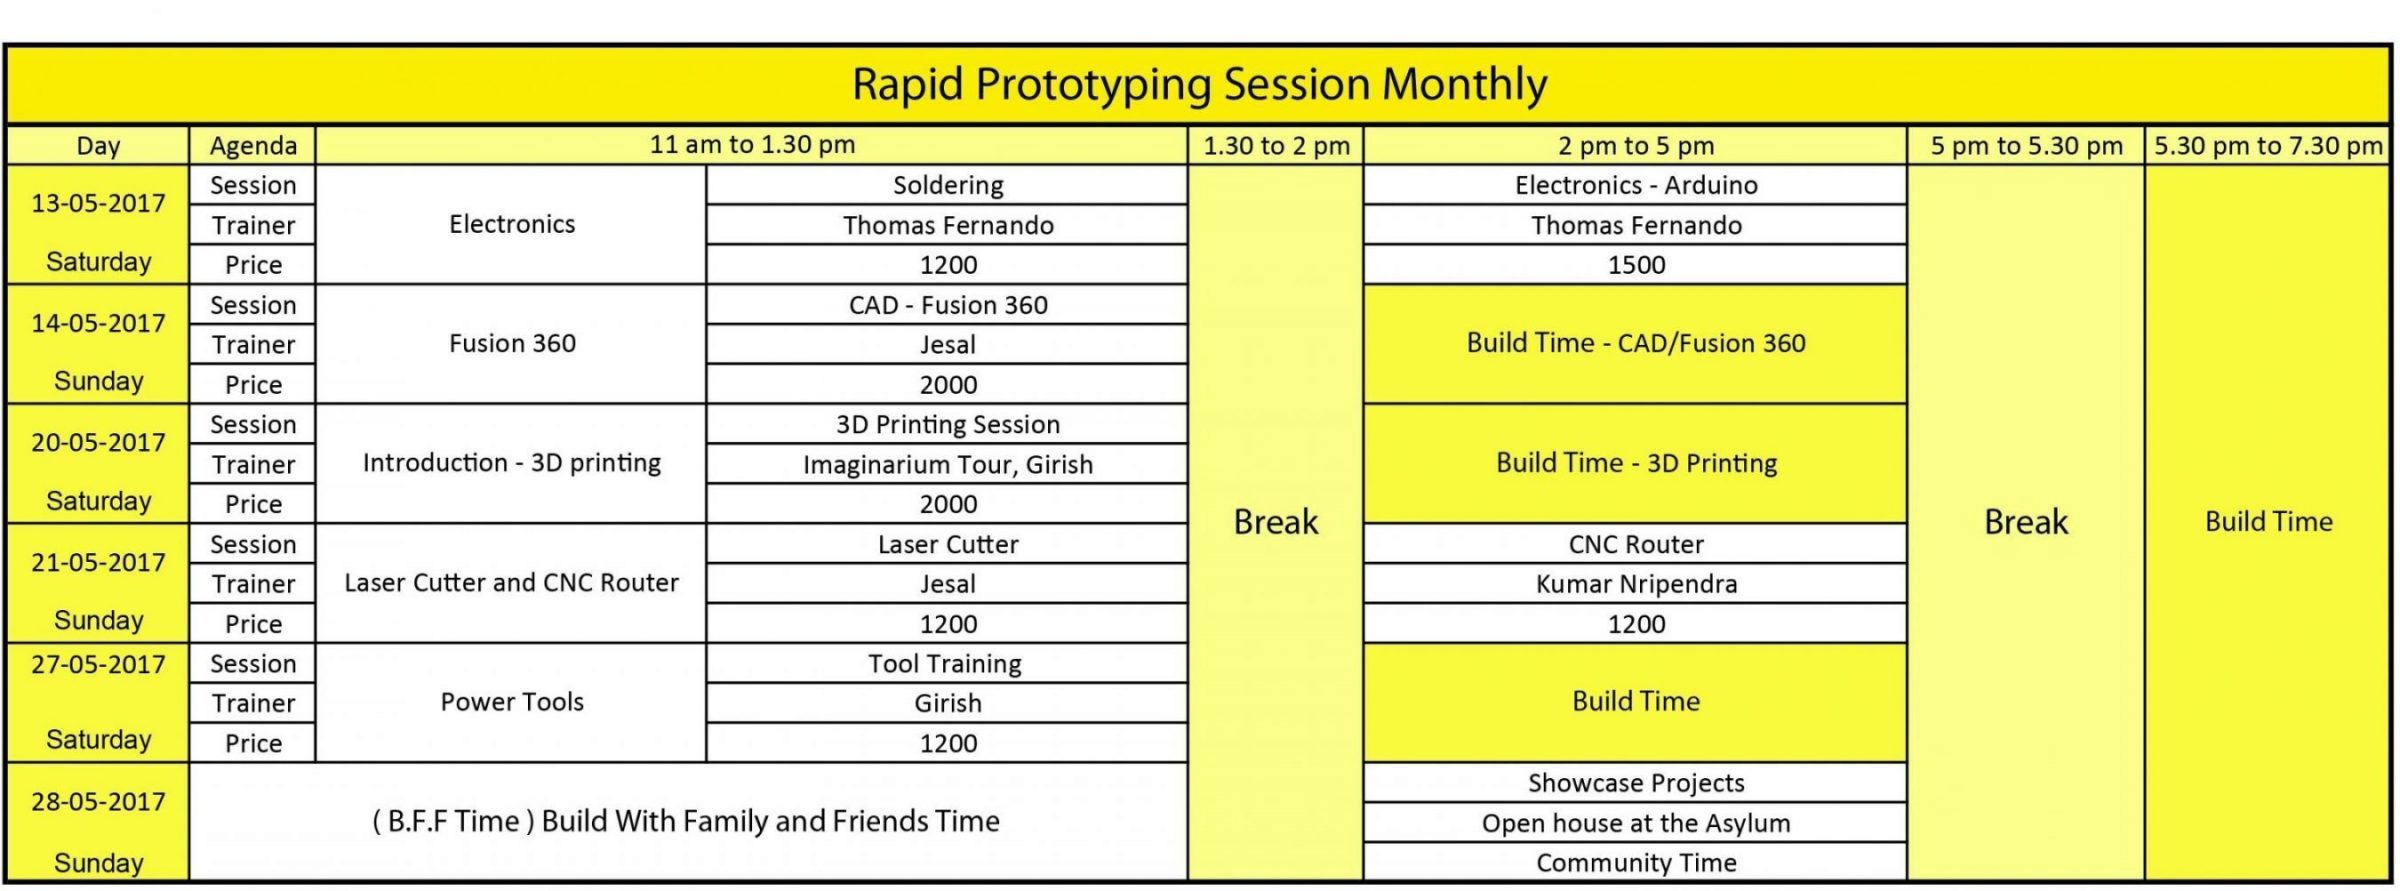 Rapid Prototyping Session Monthly
Day Agenda 11 am to 1.30 pm 1.30 to 2 pm 2 pm to 5 pm 5 pm to 5.30 pm 5.30 pm to 7.30 pm
13-05-2017
Saturday
Session
Trainer
Price
Electronics
Soldering
Thomas Fernando
1200
Electronics - Arduino
Thomas Fernando
1500
14-05-2017
Sunday
Session
Trainer
Price
Fusion 360
CAD - Fusion 360
Jesal
2000
Build Time - CAD/Fusion 360
20-05-2017
Saturday
Session
Trainer
Price
Introduction - 3D printing
3D Printing Session
Imaginarium Tour, Girish
2000
Build Time - 3D Printing
21-05-2017
Sunday
Session
Trainer
Price
Laser Cutter and CNC Router
Laser Cutter
Jesal
1200
CNC Router
Kumar Nripendra
1200
27-05-2017
Saturday
Session
Trainer
Price
Power Tools
Tool Training
Girish
1200
Build Time
28-05-2017
Sunday
( B.F.F Time ) Build With Family and Friends Time
Showcase Projects
Open house at the Asylum
Community Time
Break
Break
Build Time